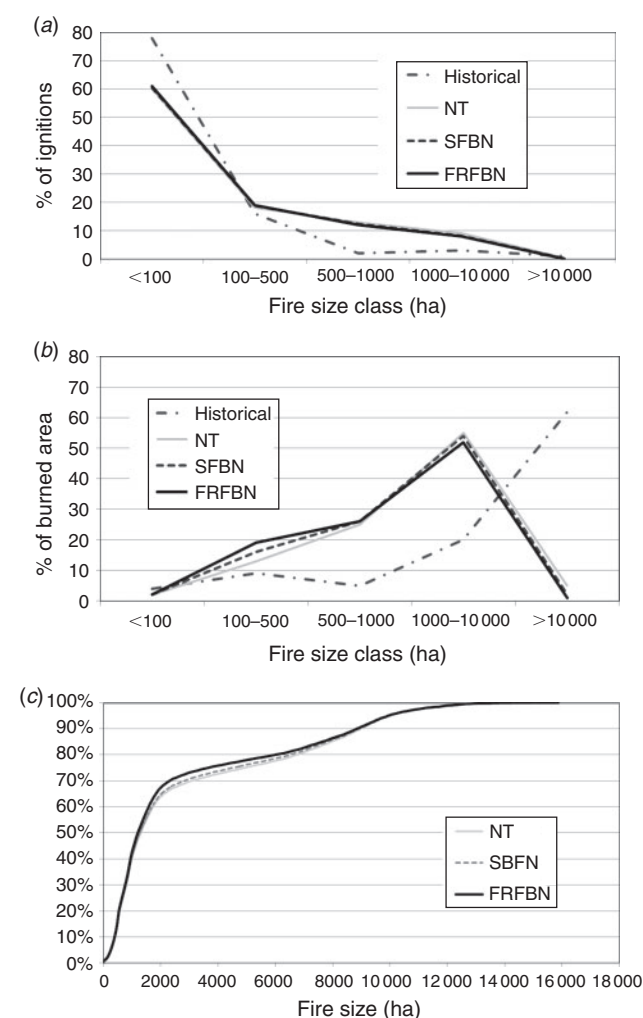 (a)
80
70
60
50
40
30
20
10
0
% of ignitions
Historical
NT
SFBN
FRFBN
<100 100–500 500–1000 1000–10 000 >10 000
Fire size class (ha)
(b)
80
70
60
50
40
30
20
10
0
% of burned area
Historical
NT
SFBN
FRFBN
<100 100–500 500–1000 1000–10 000 >10 000
Fire size class (ha)
(c)
100%
90%
80%
70%
60%
50%
40%
30%
20%
10%
0%
NT
SBFN
FRFBN
0 2000 4000 6000 8000 10 000 12 000 14 000 16 000 18 000
Fire size (ha)